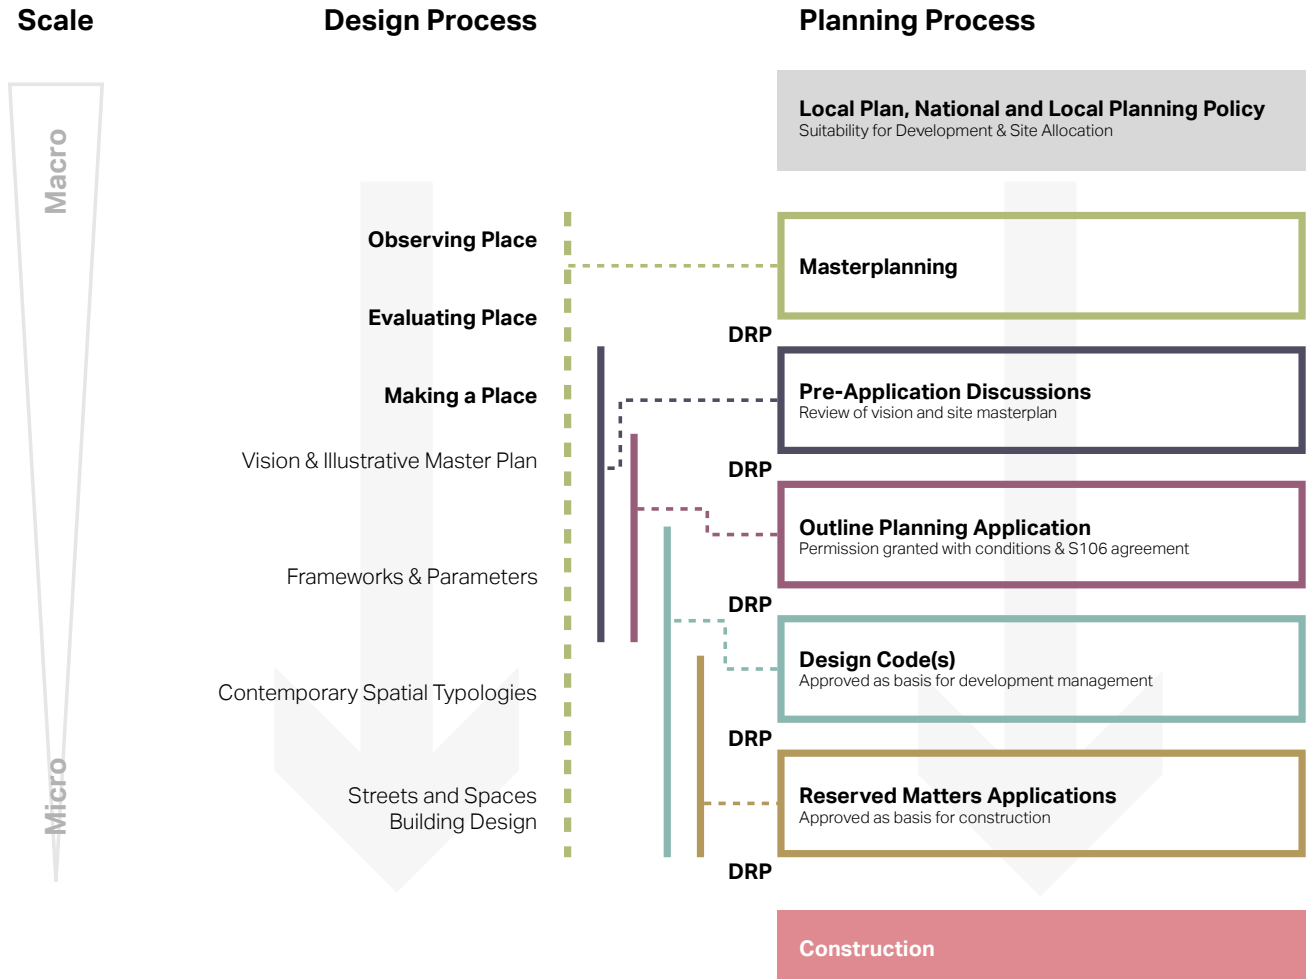 Scale
Design Process
Planning Process
Macro
Micro
Local Plan, National and Local Planning Policy
Suitability for Development & Site Allocation
Observing Place
Masterplanning
Evaluating Place
DRP
Making a Place
Pre-Application Discussions
Review of vision and site masterplan
Vision & Illustrative Master Plan
DRP
Outline Planning Application
Permission granted with conditions & S106 agreement
Frameworks & Parameters
DRP
Design Code(s)
Approved as basis for development management
Contemporary Spatial Typologies
DRP
Streets and Spaces
Building Design
Reserved Matters Applications
Approved as basis for construction
DRP
Construction